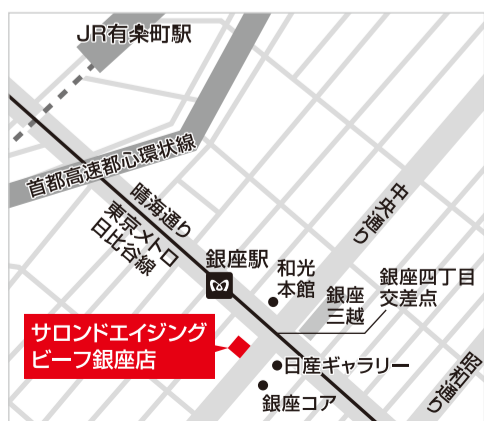 JR有楽町駅
首都高速都心環状線
晴海通り
東京メトロ
日比谷線
中央通り
銀座駅
和光
本館
銀座
三越
銀座四丁目
交差点
サロンドエイジング
ビーフ銀座店
日産ギャラリー
銀座コア
昭和通り